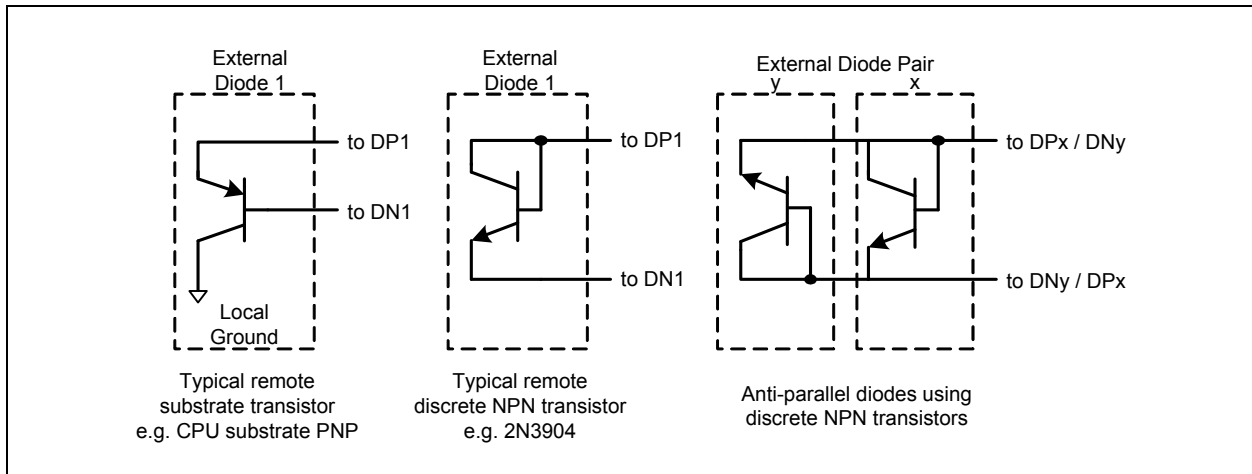 External
Diode 1
to DP1
to DN1
Local
Ground
Typical remote
substrate transistor
e.g. CPU substrate PNP
External
Diode 1
to DP1
to DN1
Typical remote
discrete NPN transistor
e.g. 2N3904
External Diode Pair
y
x
to DPx / DNy
to DNy / DPx
Anti-parallel diodes using
discrete NPN transistors